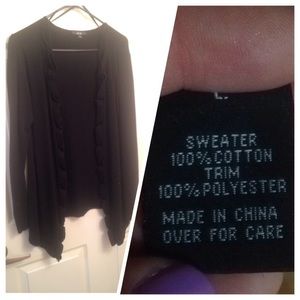 L
SWEATER
100% COTTON
TRIM
100% POLYESTER
MADE IN CHINA
OVER FOR CARE